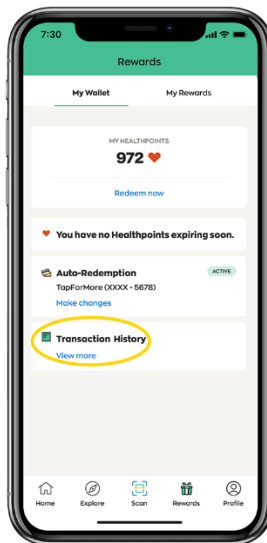 7:30
Rewards
My Wallet My Rewards
MY HEALTHPOINTS
972
Redeem now
You have no Healthpoints expiring soon.
Auto-Redemption ACTIVE
TapForMore (XXXX - 5678)
Make changes
Transaction History
View more
Home Explore Scan Rewards Profile